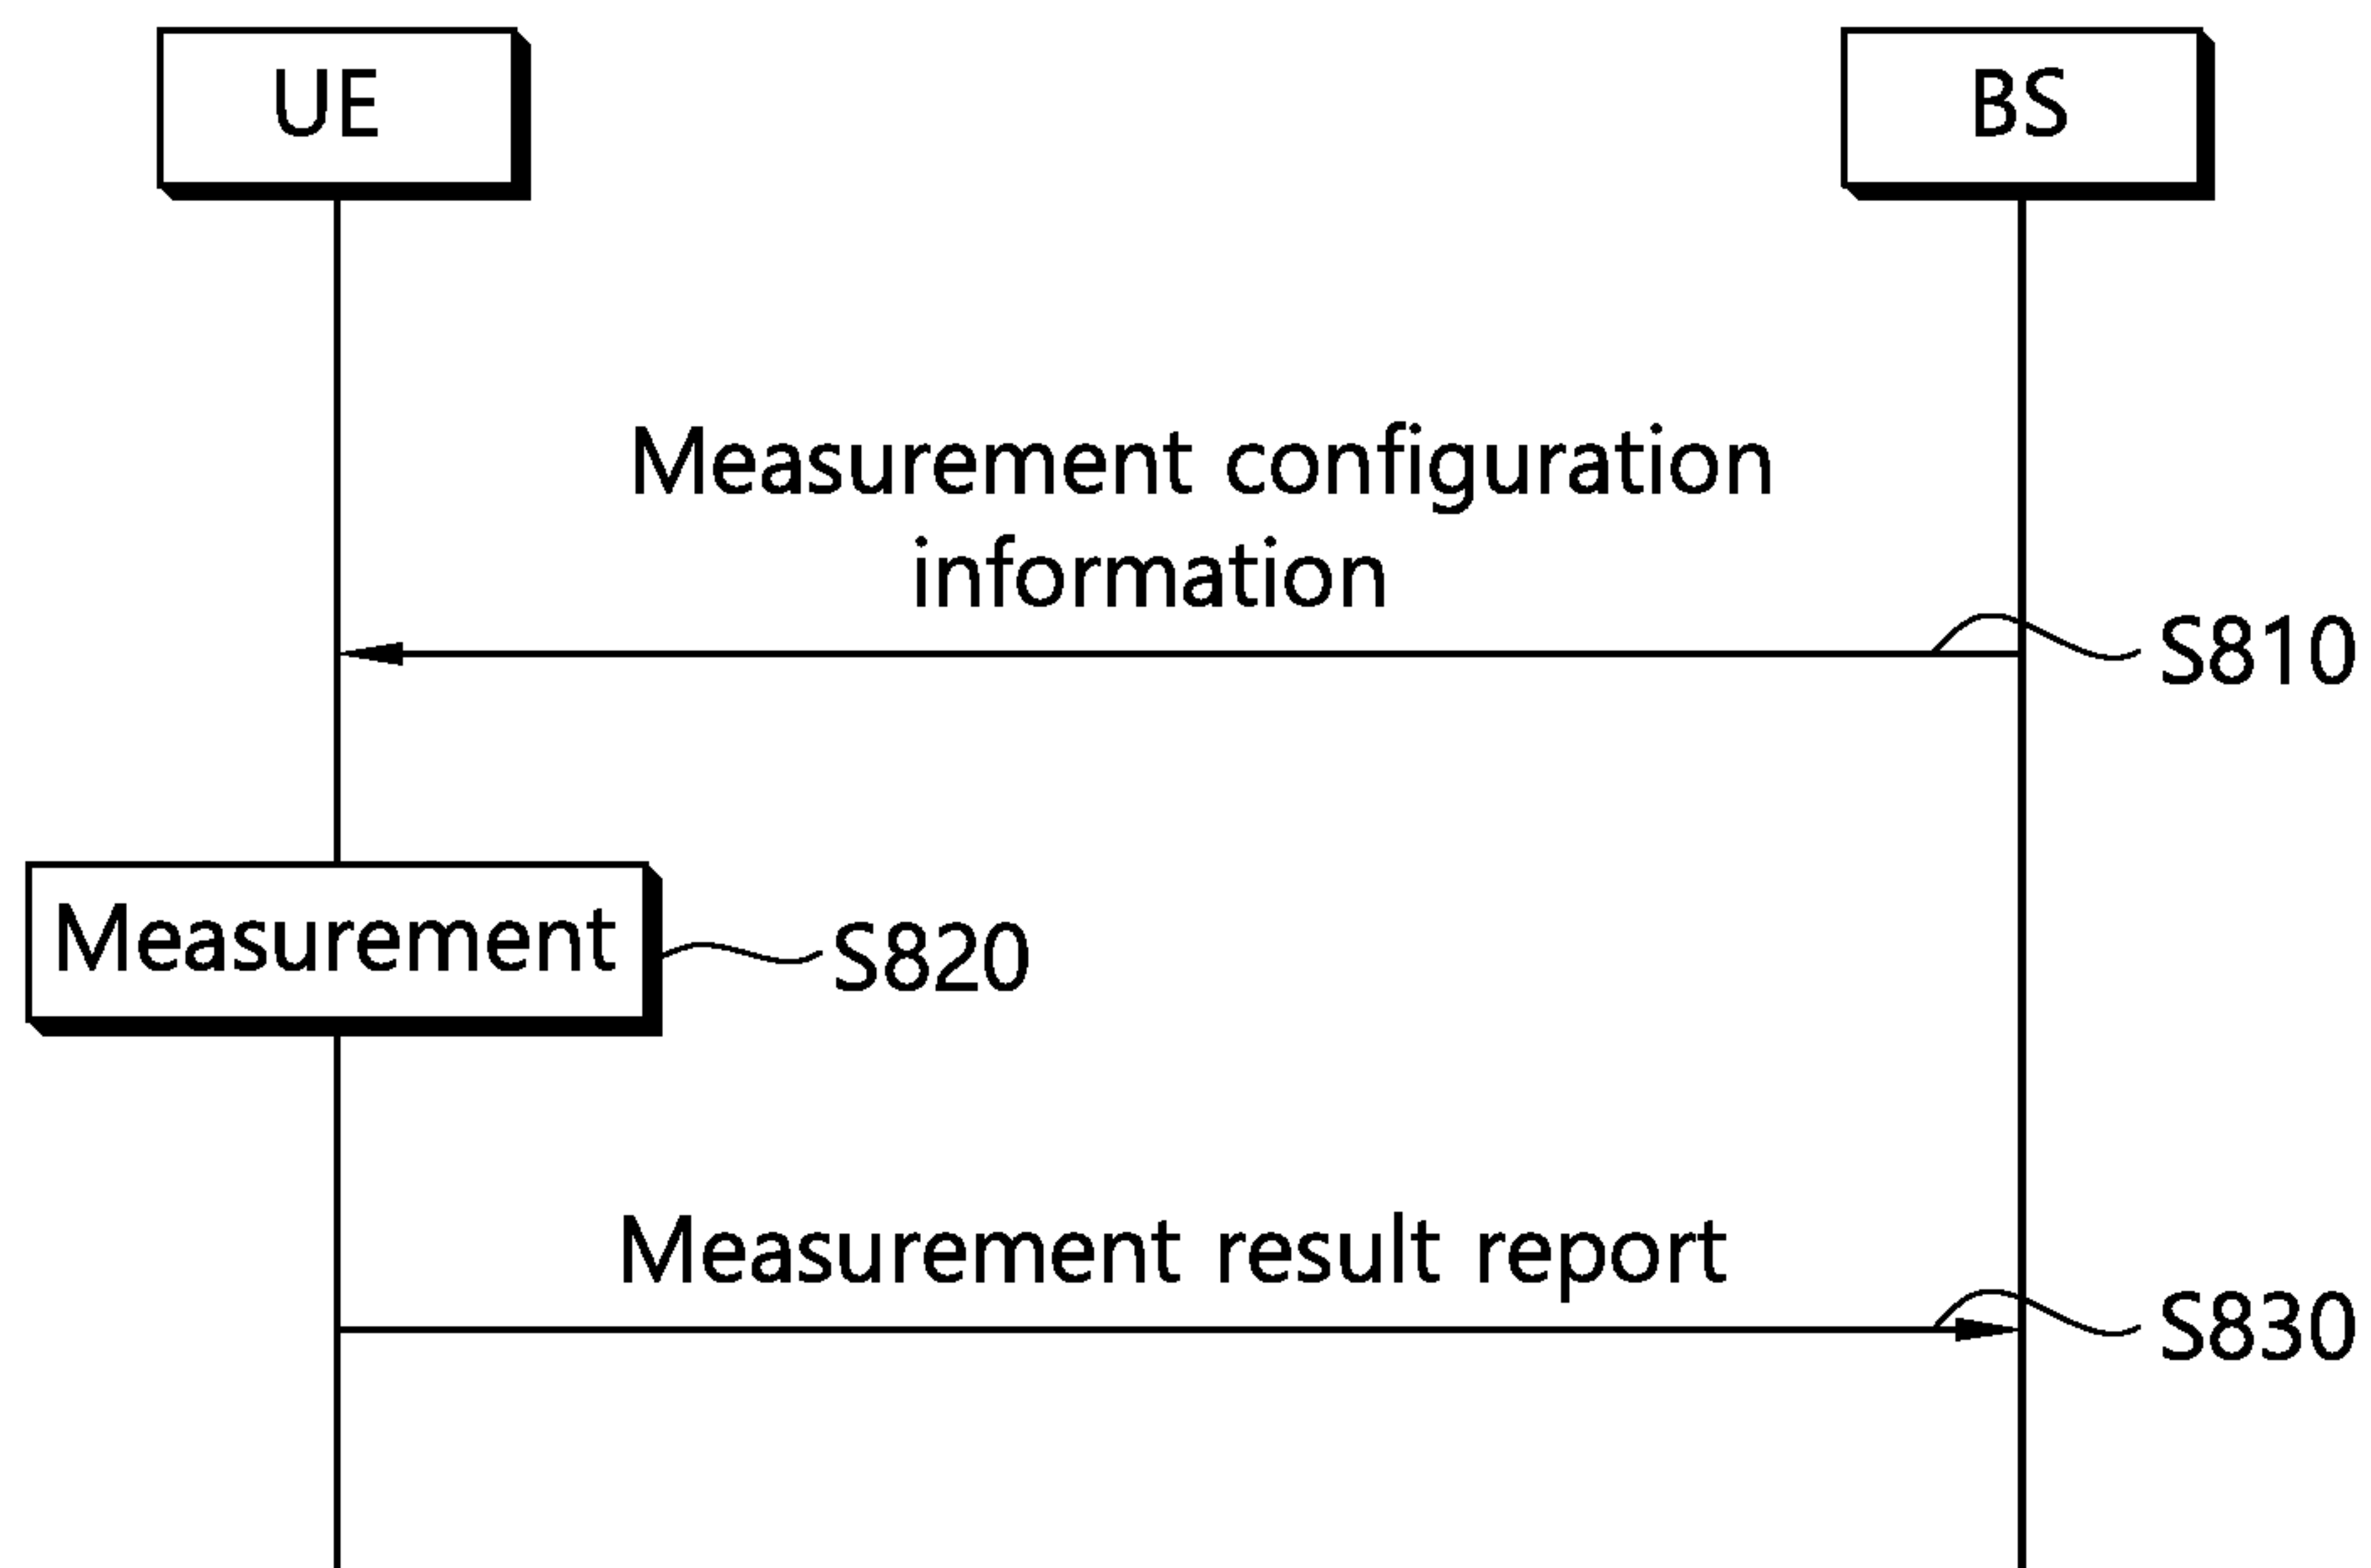 UE
BS
Measurement configuration
information
S810
Measurement
S820
Measurement result report
S830